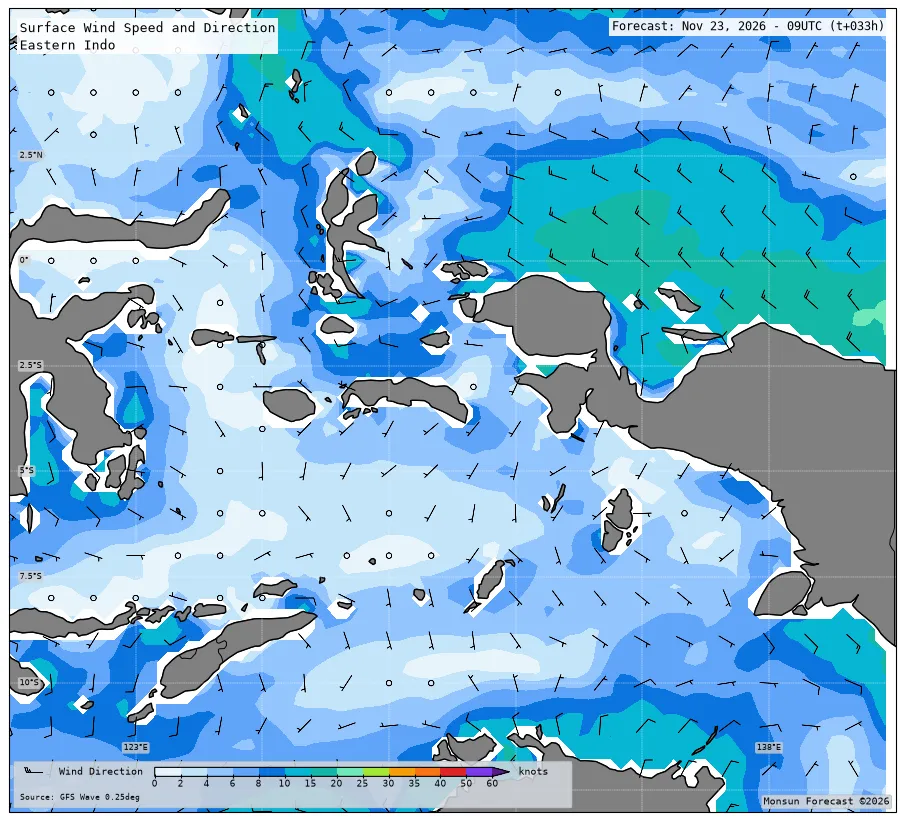 Surface Wind Speed and Direction
Eastern Indo
Forecast: Nov 23, 2026 - 09UTC (t+033h)
2.5°N
0°
2.5°S
5°S
7.5°S
10°S
123°E
138°E
Wind Direction
0 2 4 6 8 10 15 20 25 30 35 40 50 60
knots
Source: GFS Wave 0.25deg
Monsun Forecast ©2026